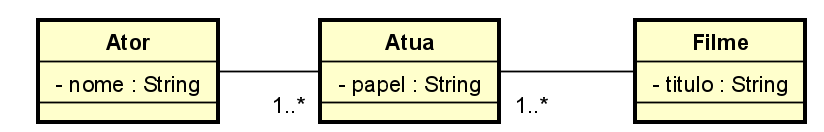 Ator
- nome : String
1..*
Atua
- papel : String
1..*
Filme
- titulo : String